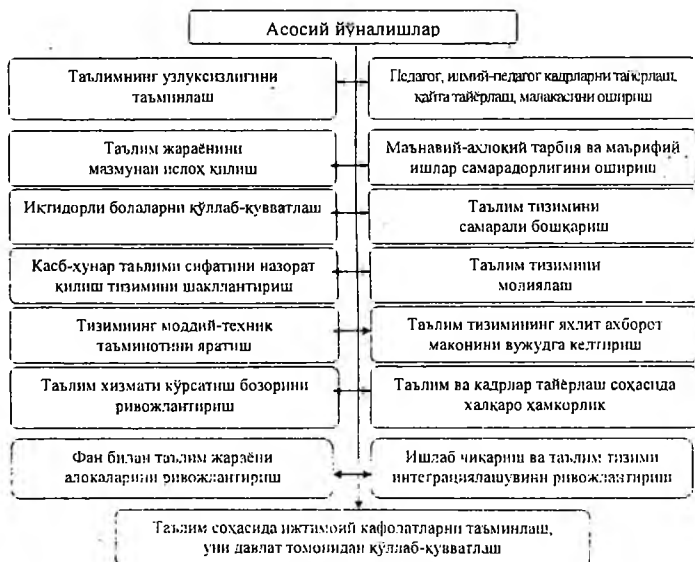 Асосий йўналишлар
Таълимнинг узлуксизлигини
таъминлаш
Педагог, илмий-педагог кадрларни тайёрлаш,
қайта тайёрлаш, малакасини ошириш
Таълим жараёнини
мазмунан ислоҳ қилиш
Маънавий-ахлоқий тарбия ва маърифий
ишлар самарадорлигини ошириш
Иқтидорли болаларни қўллаб-қувватлаш
Таълим тизимини
самарали бошқариш
Касб-ҳунар таълими сифатини назорат
қилиш тизимини шакллантириш
Таълим тизимини
молиялаш
Тизимнинг моддий-техник
таъминотини яратиш
Таълим тизимининг яхлит ахборот
маконини вужудга келтириш
Таълим хизмати кўрсатиш бозорини
ривожлантириш
Таълим ва кадрлар тайёрлаш соҳасида
халқаро ҳамкорлик
Фан билан таълим жараёни
алоқаларини ривожлантириш
Ишлаб чиқариш ва таълим тизими
интеграциялашувини ривожлантириш
Таълим соҳасида ижтимоий кафолатларни таъминлаш,
уни давлат томонидан қўллаб-қувватлаш